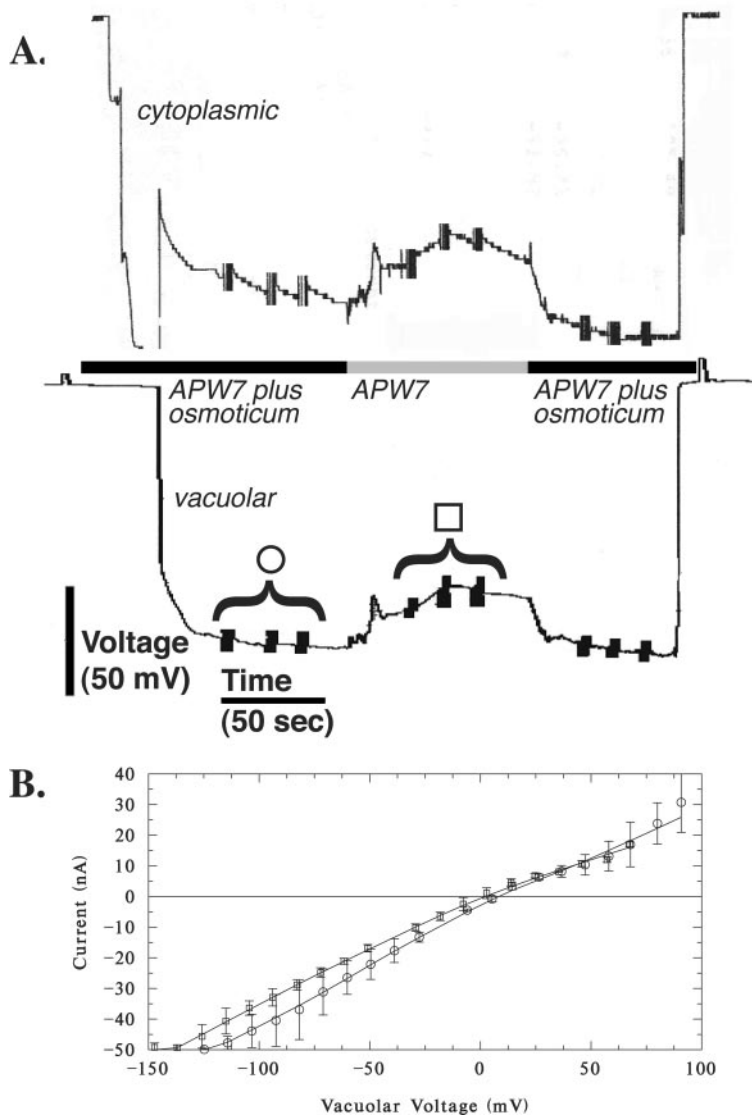 A.
cytoplasmic
APW7 plus
osmoticum
APW7
APW7 plus
osmoticum
vacuolar
Voltage
(50 mV)
Time
(50 sec)
B.
40
30
20
10
0
−10
−20
−30
−40
−50
Current (nA)
−150
−100
−50
0
50
100
Vacuolar Voltage (mV)